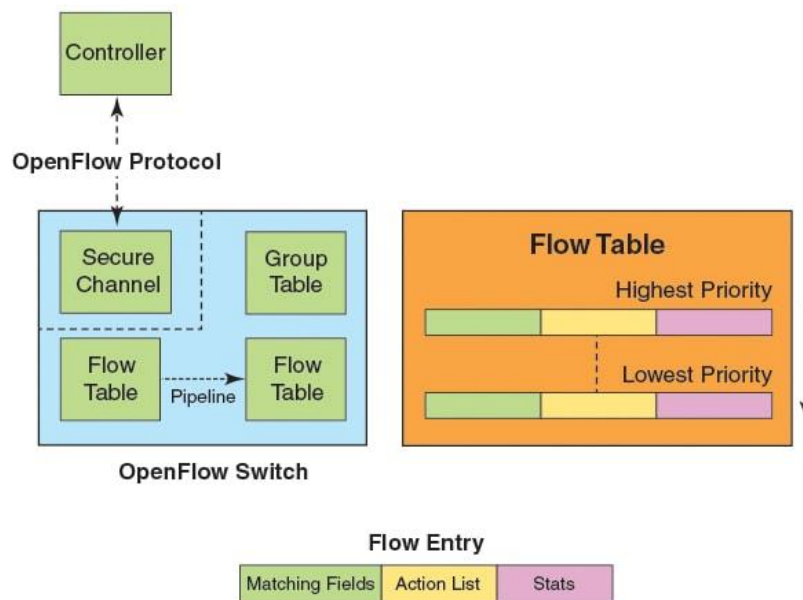 Controller
OpenFlow Protocol
Secure
Channel
Group
Table
Flow
Table
Pipeline
Flow
Table
OpenFlow Switch
Flow Table
Highest Priority
Lowest Priority
Flow Entry
Matching Fields
Action List
Stats